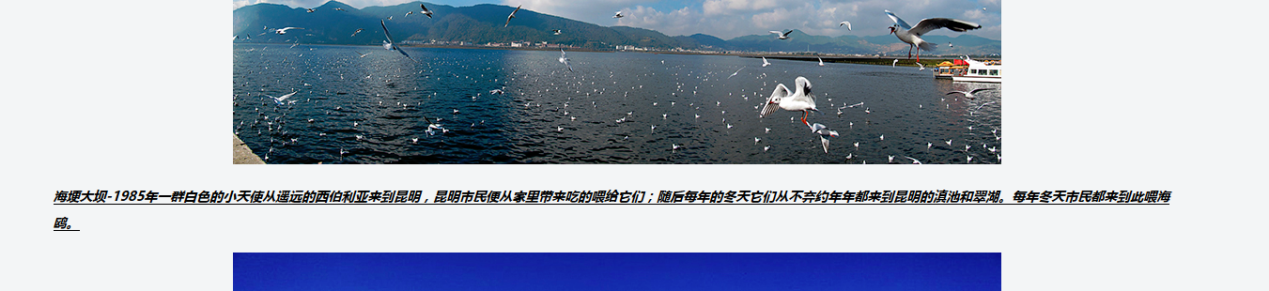 海埂大坝-1985年一群白色的小天使从遥远的西伯利亚来到昆明，昆明市民便从家里带来吃的喂给它们；随后每年的冬天它们从不弃约年年都来到昆明的滇池和翠湖。每年冬天市民都来到此喂海
鸥。